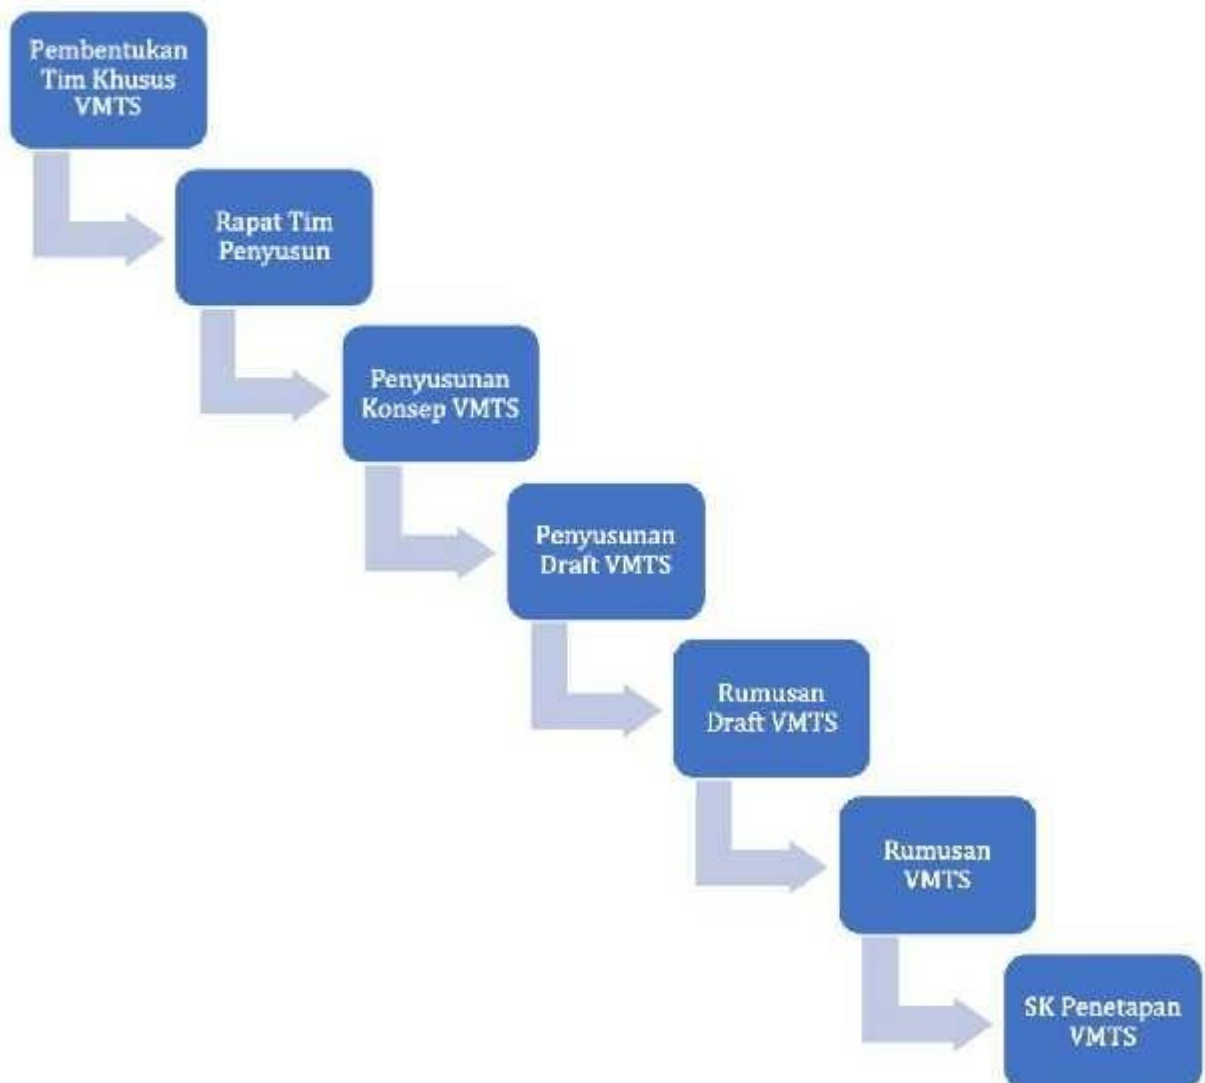 Pembentukan
Tim Khusus
VMTS
Rapat Tim
Penyusun
Penyusunan
Konsep VMTS
Penyusunan
Draft VMTS
Rumusan
Draft VMTS
Rumusan
VMTS
SK Penetapan
VMTS